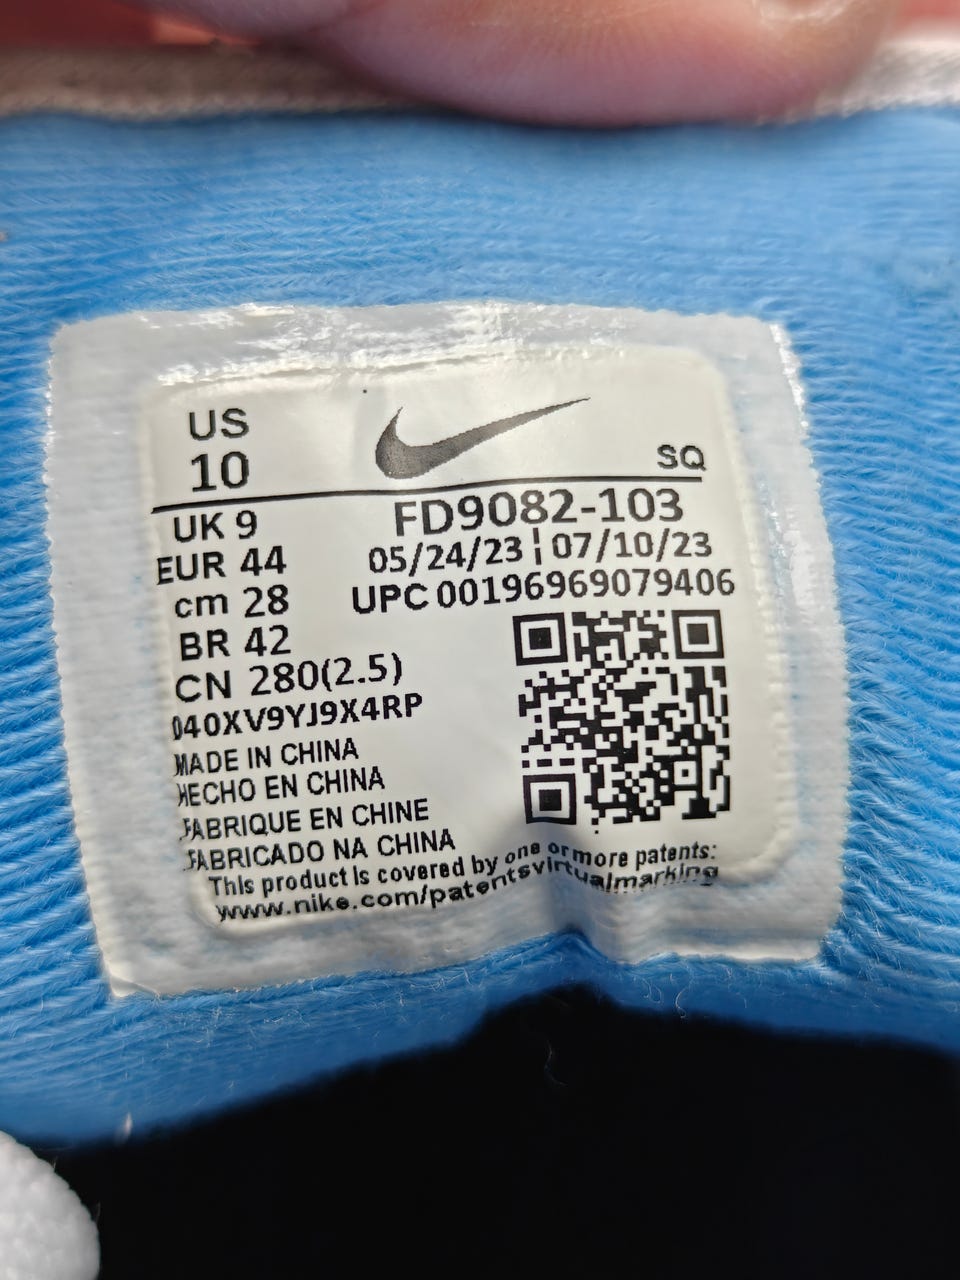 US
10
SQ
UK 9
EUR 44
cm 28
BR 42
CN 280(2.5)
040XV9YJ9X4RP
FD9082-103
05/24/23 ¦ 07/10/23
UPC 00196969079406
MADE IN CHINA
HECHO EN CHINA
FABRIQUE EN CHINE
FABRICADO NA CHINA
This product is covered by one or more patents:
www.nike.com/patentsvirtualmarking